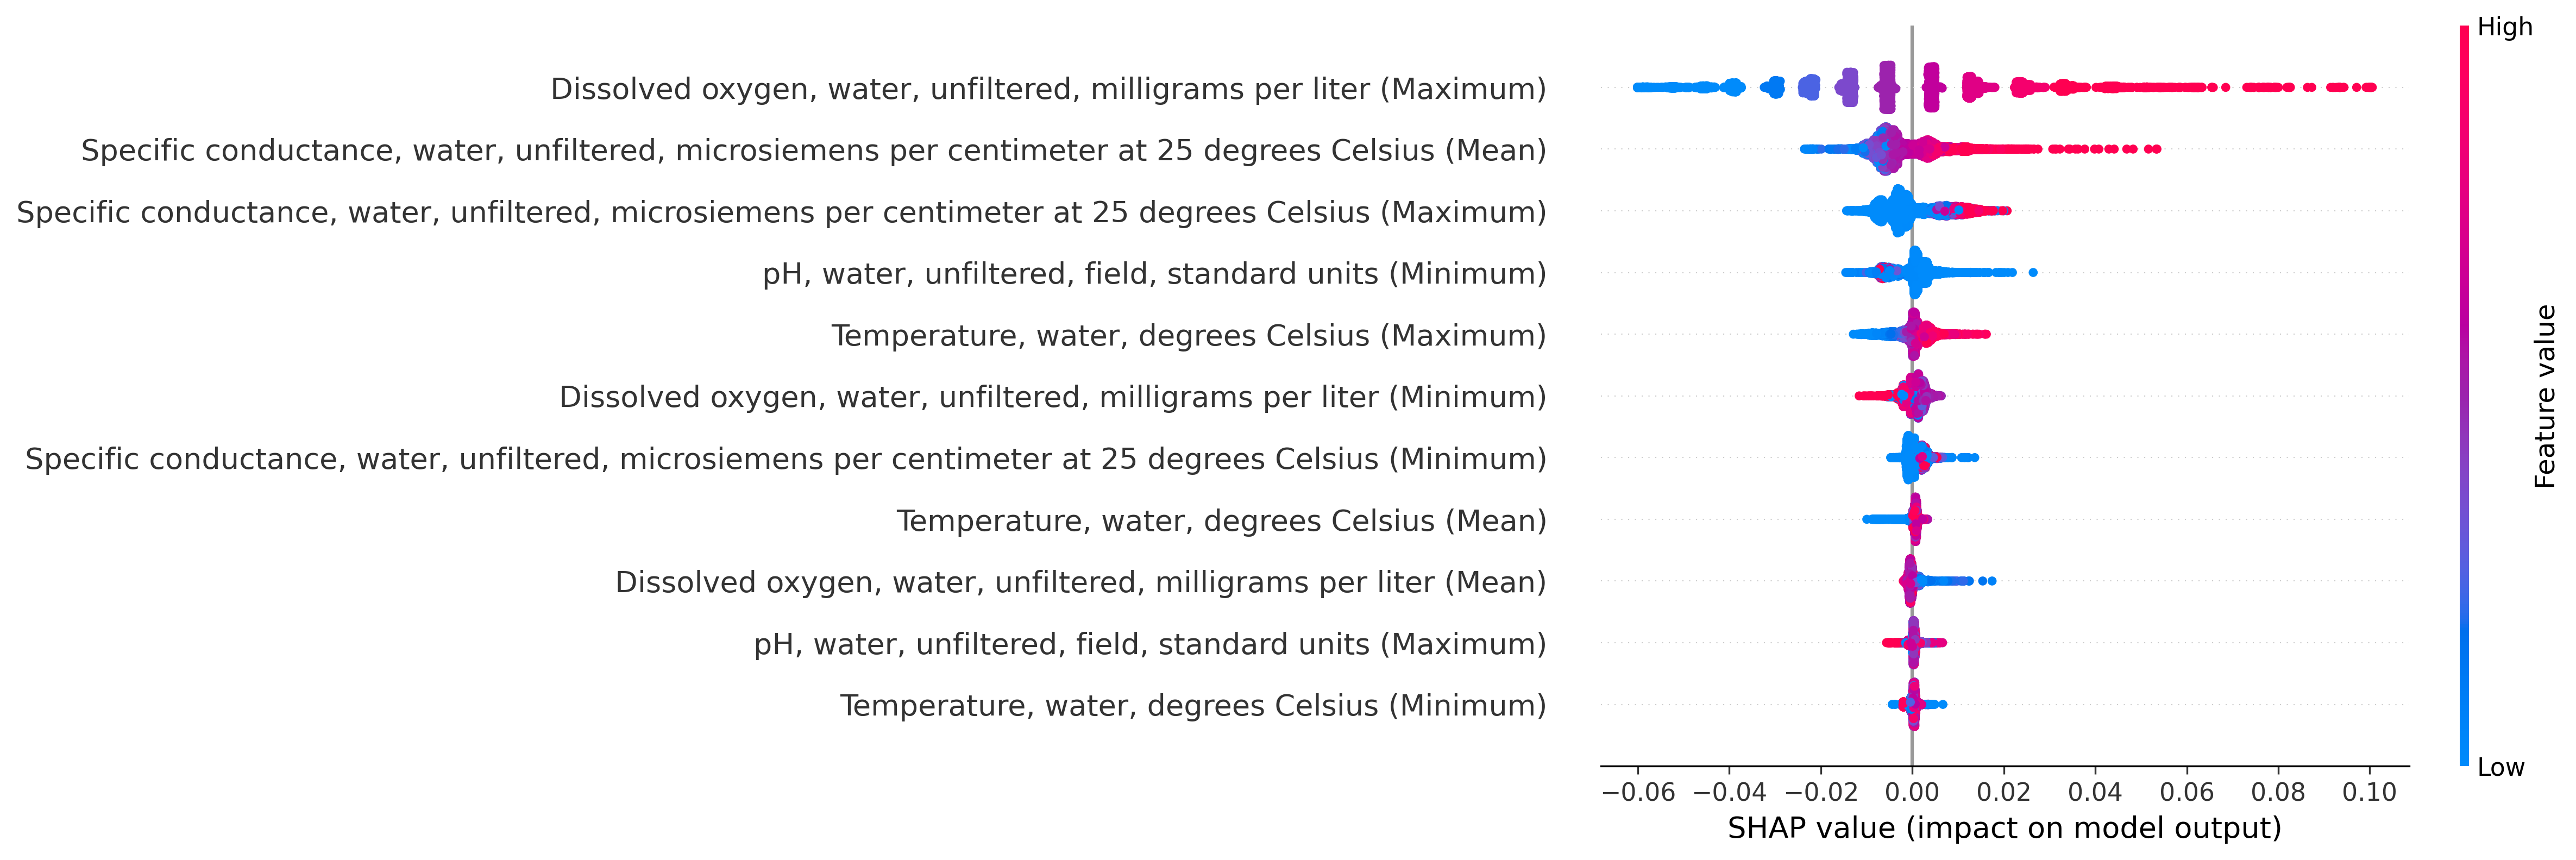 Dissolved oxygen, water, unfiltered, milligrams per liter (Maximum)
Specific conductance, water, unfiltered, microsiemens per centimeter at 25 degrees Celsius (Mean)
Specific conductance, water, unfiltered, microsiemens per centimeter at 25 degrees Celsius (Maximum)
pH, water, unfiltered, field, standard units (Minimum)
Temperature, water, degrees Celsius (Maximum)
Dissolved oxygen, water, unfiltered, milligrams per liter (Minimum)
Specific conductance, water, unfiltered, microsiemens per centimeter at 25 degrees Celsius (Minimum)
Temperature, water, degrees Celsius (Mean)
Dissolved oxygen, water, unfiltered, milligrams per liter (Mean)
pH, water, unfiltered, field, standard units (Maximum)
Temperature, water, degrees Celsius (Minimum)
−0.06 −0.04 −0.02 0.00 0.02 0.04 0.06 0.08 0.10
SHAP value (impact on model output)
High
Feature value
Low